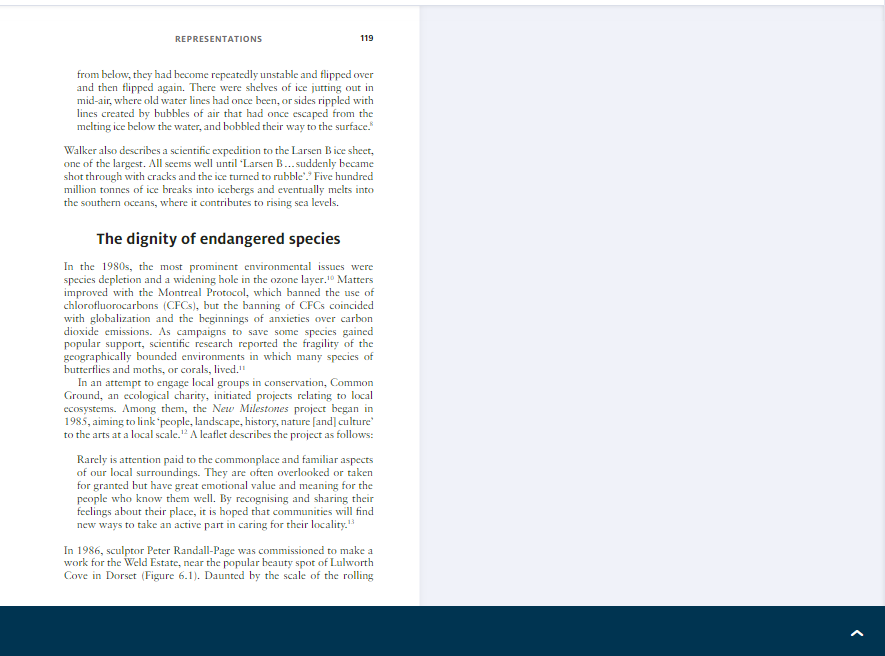 REPRESENTATIONS 119
from below, they had become repeatedly unstable and flipped over
and then flipped again. There were shelves of ice jutting out in
mid-air, where old water lines had once been, or sides rippled with
lines created by bubbles of air that had once escaped from the
melting ice below the water, and bobbled their way to the surface.⁸
Walker also describes a scientific expedition to the Larsen B ice sheet,
one of the largest. All seems well until ‘Larsen B … suddenly became
shot through with cracks and the ice turned to rubble’.⁹ Five hundred
million tonnes of ice breaks into icebergs and eventually melts into
the southern oceans, where it contributes to rising sea levels.
The dignity of endangered species
In the 1980s, the most prominent environmental issues were
species depletion and a widening hole in the ozone layer.¹⁰ Matters
improved with the Montreal Protocol, which banned the use of
chlorofluorocarbons (CFCs), but the banning of CFCs coincided
with globalization and the beginnings of anxieties over carbon
dioxide emissions. As campaigns to save some species gained
popular support, scientific research reported the fragility of the
geographically bounded environments in which many species of
butterflies and moths, or corals, lived.¹¹
In an attempt to engage local groups in conservation, Common
Ground, an ecological charity, initiated projects relating to local
ecosystems. Among them, the New Milestones project began in
1985, aiming to link ‘people, landscape, history, nature [and] culture’
to the arts at a local scale.¹² A leaflet describes the project as follows:
Rarely is attention paid to the commonplace and familiar aspects
of our local surroundings. They are often overlooked or taken
for granted but have great emotional value and meaning for the
people who know them well. By recognising and sharing their
feelings about their place, it is hoped that communities will find
new ways to take an active part in caring for their locality.¹³
In 1986, sculptor Peter Randall-Page was commissioned to make a
work for the Weld Estate, near the popular beauty spot of Lulworth
Cove in Dorset (Figure 6.1). Daunted by the scale of the rolling